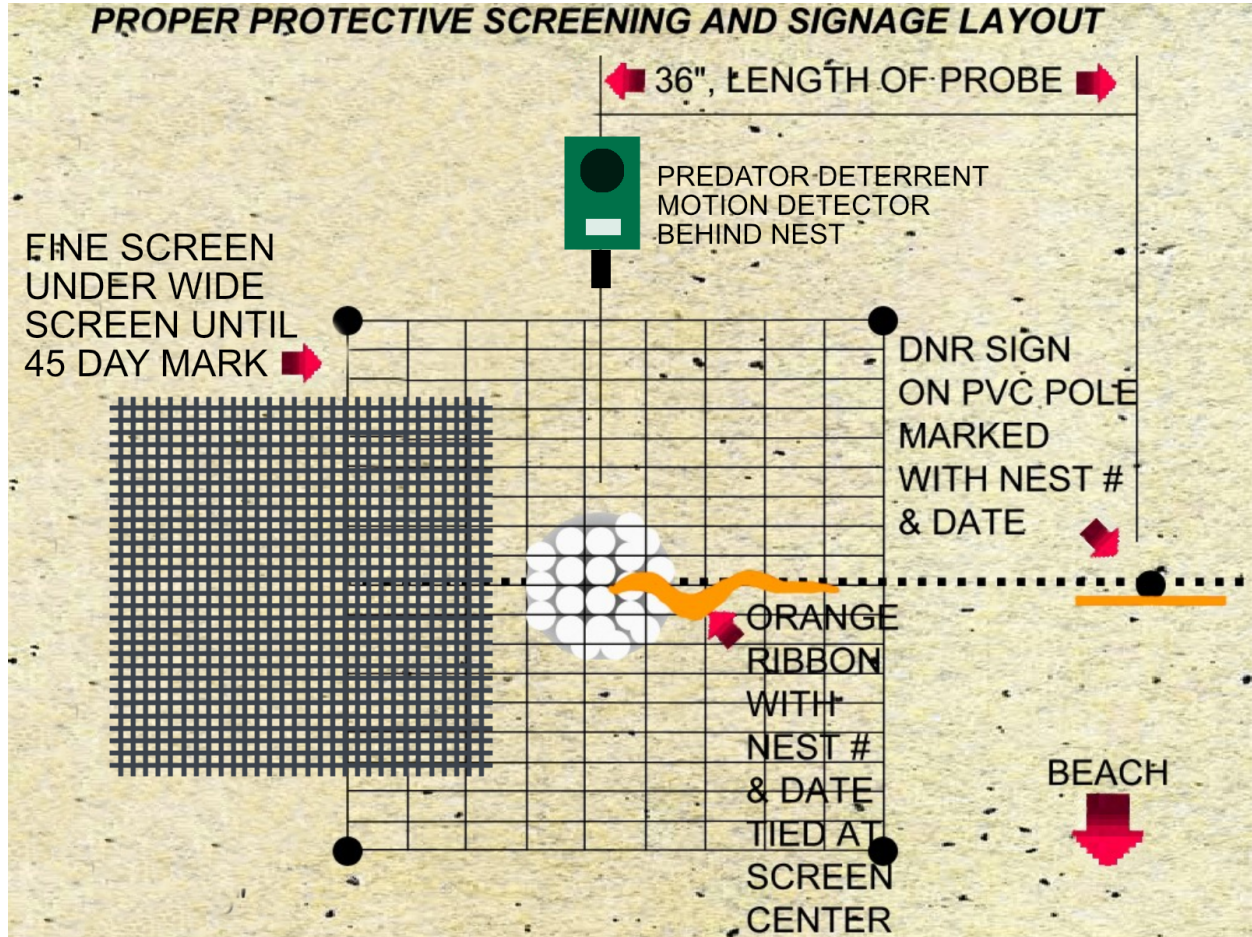 PROPER PROTECTIVE SCREENING AND SIGNAGE LAYOUT
36", LENGTH OF PROBE
PREDATOR DETERRENT
MOTION DETECTOR
BEHIND NEST
FINE SCREEN
UNDER WIDE
SCREEN UNTIL
45 DAY MARK
DNR SIGN
ON PVC POLE
MARKED
WITH NEST #
& DATE
ORANGE
RIBBON
WITH
NEST #
& DATE
TIED AT
SCREEN
CENTER
BEACH